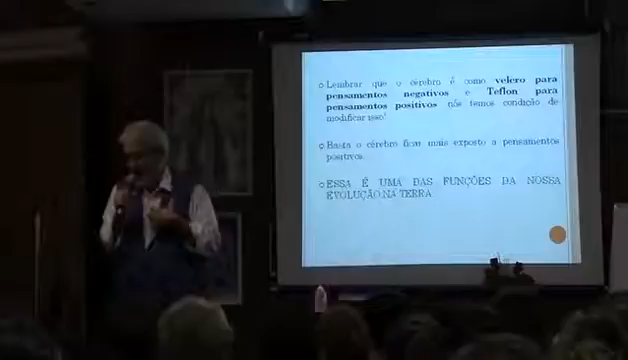 Lembrar que o cérebro é como velero para
pensamentos negativos e Teflon para
pensamentos positivos nós temos condição de
modificar isso!
Basta o cérebro ficar mais exposto a pensamentos
positivos
ESSA É UMA DAS FUNÇÕES DA NOSSA
EVOLUÇÃO NA TERRA